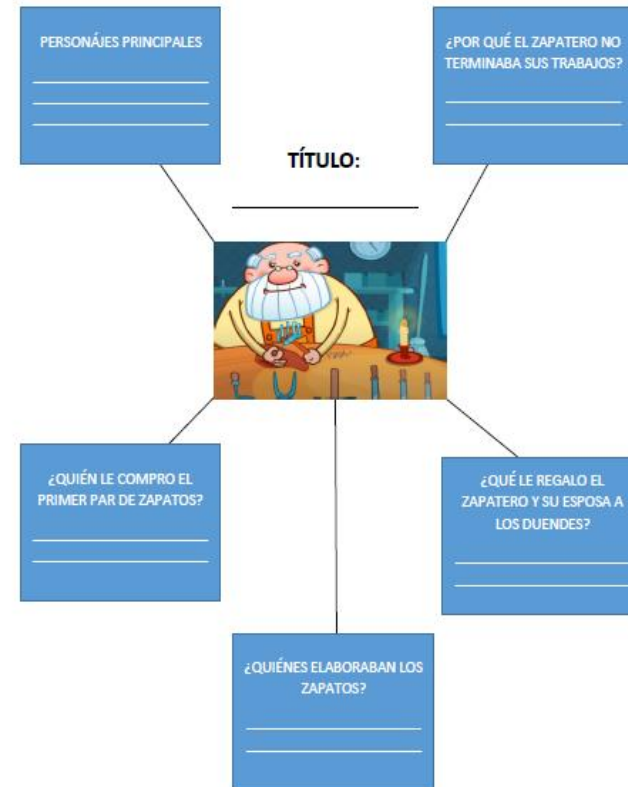 PERSONÁJES PRINCIPALES
¿POR QUÉ EL ZAPATERO NO
TERMINABA SUS TRABAJOS?
TÍTULO:
¿QUIÉN LE COMPRO EL
PRIMER PAR DE ZAPATOS?
¿QUÉ LE REGALO EL
ZAPATERO Y SU ESPOSA A
LOS DUENDES?
¿QUIÉNES ELABORABAN LOS
ZAPATOS?